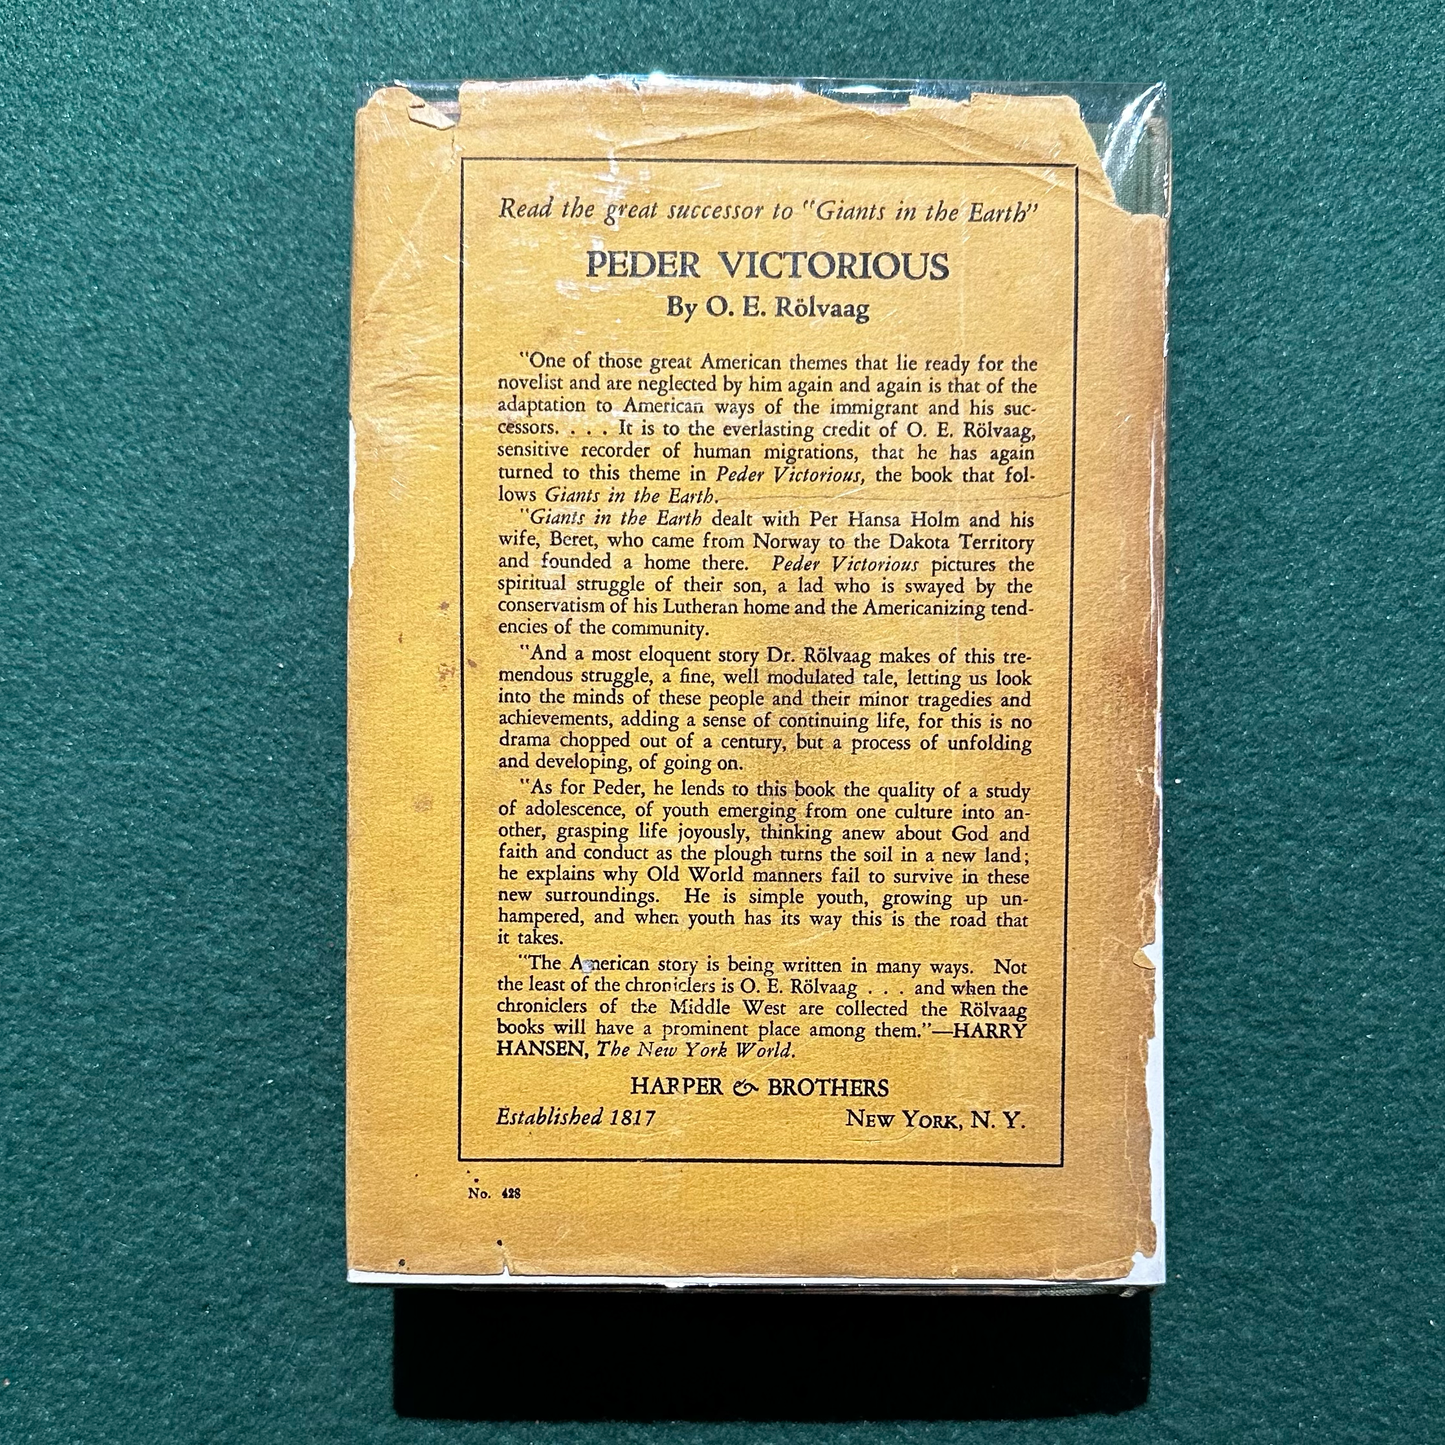 Read the great successor to "Giants in the Earth"
PEDER VICTORIOUS
By O. E. Rölvaag
"One of those great American themes that lie ready for the
novelist and are neglected by him again and again is that of the
adaptation to American ways of the immigrant and his suc-
cessors. . . . It is to the everlasting credit of O. E. Rölvaag,
sensitive recorder of human migrations, that he has again
turned to this theme in Peder Victorious, the book that fol-
lows Giants in the Earth.
"Giants in the Earth dealt with Per Hansa Holm and his
wife, Beret, who came from Norway to the Dakota Territory
and founded a home there. Peder Victorious pictures the
spiritual struggle of their son, a lad who is swayed by the
conservatism of his Lutheran home and the Americanizing tend-
encies of the community.
"And a most eloquent story Dr. Rölvaag makes of this tre-
mendous struggle, a fine, well modulated tale, letting us look
into the minds of these people and their minor tragedies and
achievements, adding a sense of continuing life, for this is no
drama chopped out of a century, but a process of unfolding
and developing, of going on.
"As for Peder, he lends to this book the quality of a study
of adolescence, of youth emerging from one culture into an-
other, grasping life joyously, thinking anew about God and
faith and conduct as the plough turns the soil in a new land;
he explains why Old World manners fail to survive in these
new surroundings. He is simple youth, growing up un-
hampered, and when youth has its way this is the road that
it takes.
"The American story is being written in many ways. Not
the least of the chroniclers is O. E. Rölvaag . . . and when the
chroniclers of the Middle West are collected the Rölvaag
books will have a prominent place among them."—HARRY
HANSEN, The New York World.
HARPER & BROTHERS
Established 1817 NEW YORK, N. Y.
No. 428